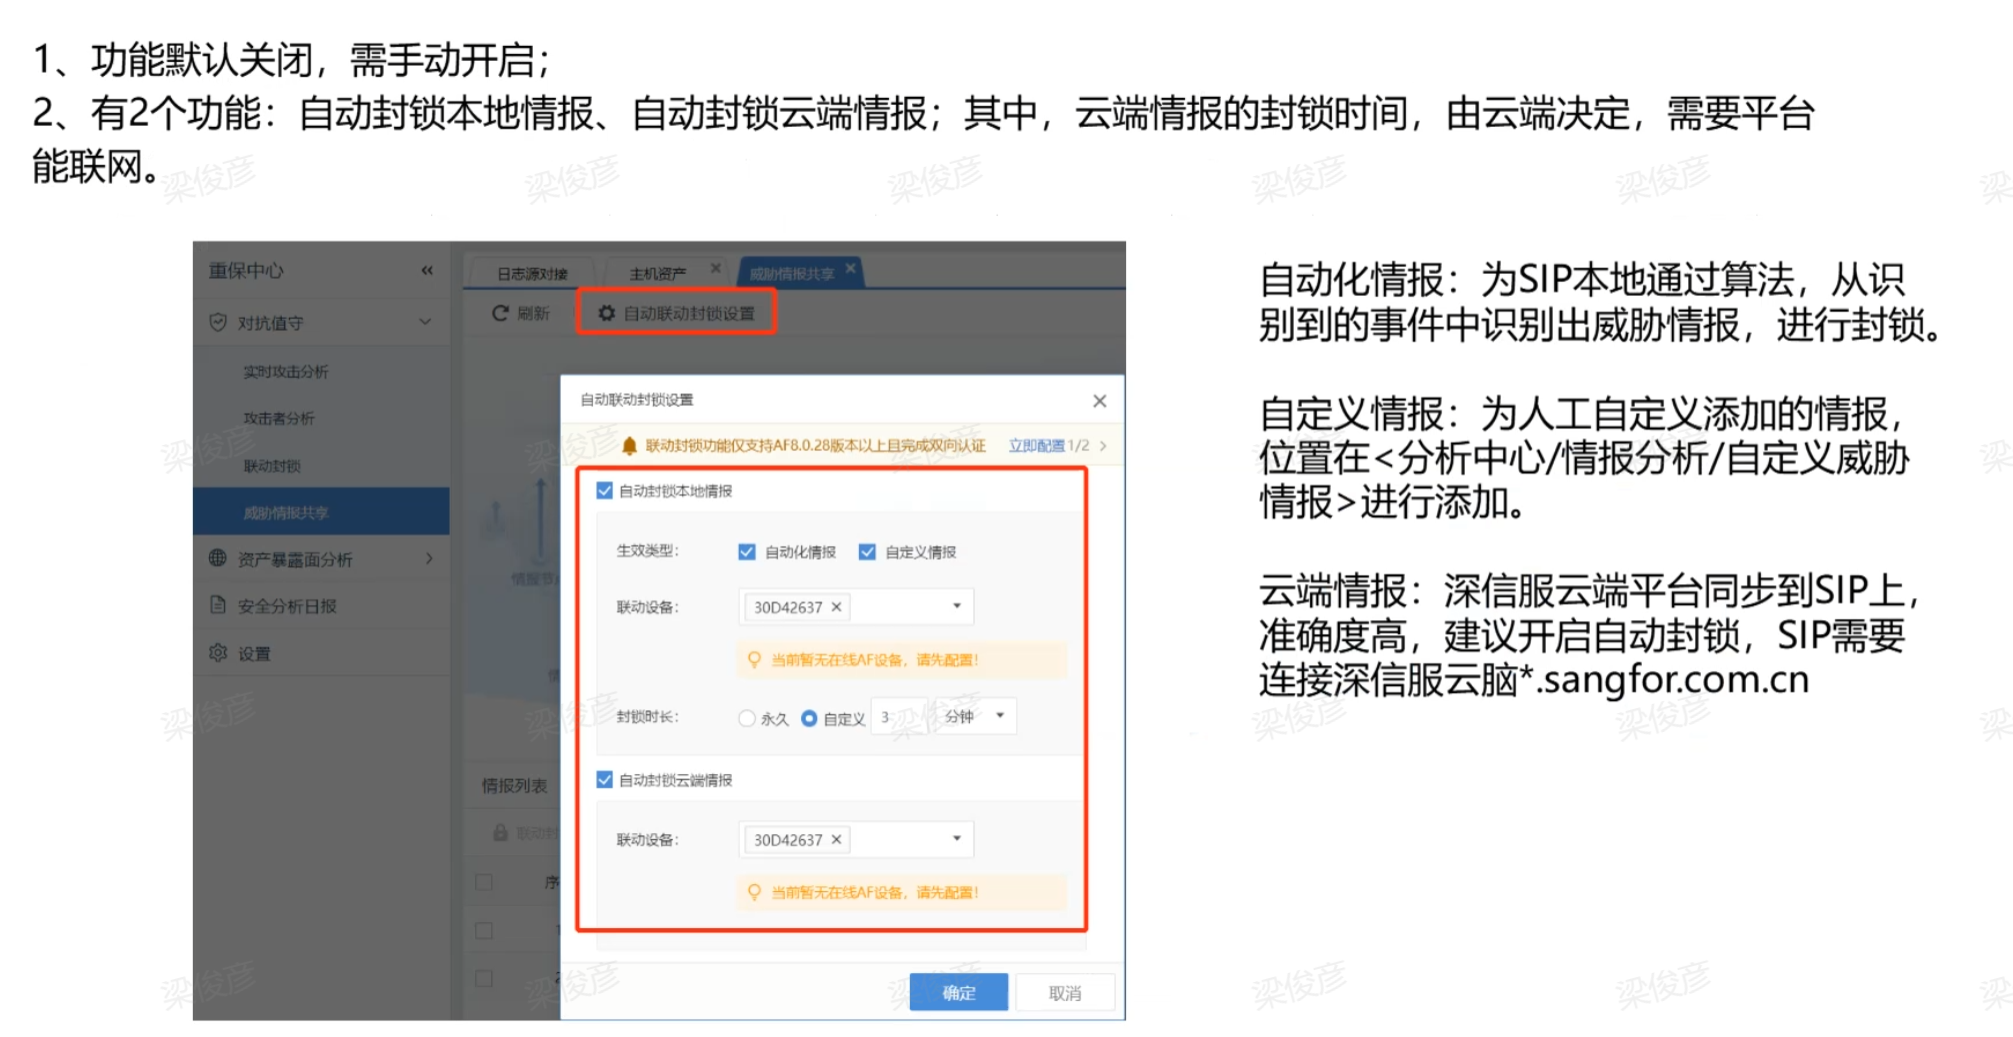 1、功能默认关闭，需手动开启；
2、有2个功能：自动封锁本地情报、自动封锁云端情报；其中，云端情报的封锁时间，由云端决定，需要平台
能联网。
重保中心
«
日志源对接
主机资产
威胁情报共享
对抗值守
刷新
自动联动封锁设置
实时攻击分析
攻击者分析
联动封锁
威胁情报共享
资产暴露面分析
安全分析日报
设置
自动联动封锁设置
联动封锁功能仅支持AF8.0.28版本以上且完成双向认证 立即配置 1/2 >
自动封锁本地情报
生效类型： 自动化情报 自定义情报
联动设备： 30D42637 ×
当前暂无在线AF设备，请先配置！
封锁时长： 永久 自定义 3 分钟
情报列表
自动封锁云端情报
联动设备： 30D42637 ×
当前暂无在线AF设备，请先配置！
确定 取消
自动化情报：为SIP本地通过算法，从识
别到的事件中识别出威胁情报，进行封锁。
自定义情报：为人工自定义添加的情报，
位置在<分析中心/情报分析/自定义威胁
情报>进行添加。
云端情报：深信服云端平台同步到SIP上，
准确度高，建议开启自动封锁，SIP需要
连接深信服云脑*.sangfor.com.cn
梁俊彦